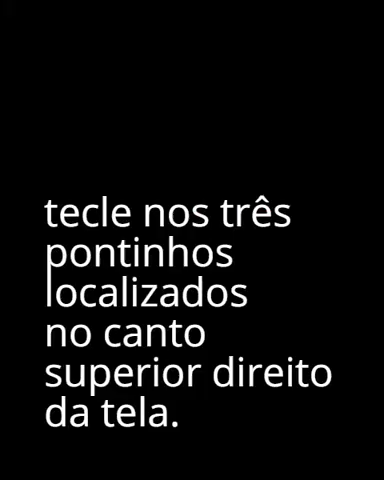 tecle nos três
pontinhos
localizados
no canto
superior direito
da tela.